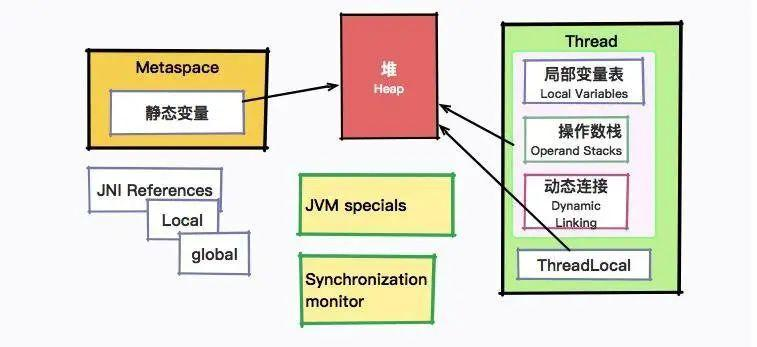 Metaspace
静态变量
JNI References
Local
global
堆
Heap
JVM specials
Synchronization
monitor
Thread
局部变量表
Local Variables
操作数栈
Operand Stacks
动态连接
Dynamic
Linking
ThreadLocal